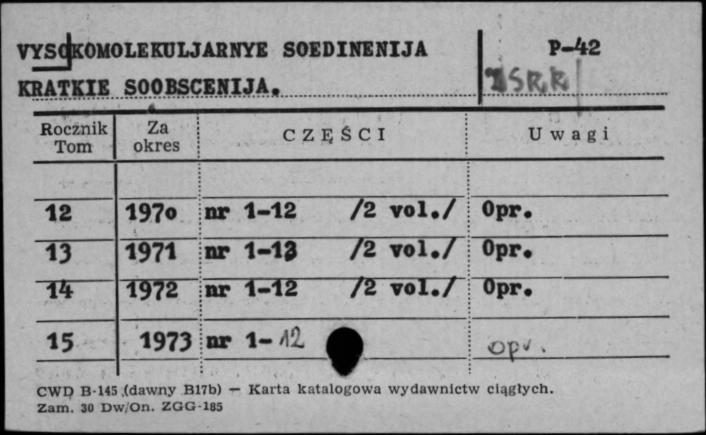 VYSOKOMOLEKULJARNYE SOEDINENIJA P-42
KRATKIE SOOBSCENIJA. ZSRR
Rocznik Tom Za okres CZĘŚCI Uwagi
12 1970 nr 1-12 /2 vol./ Opr.
13 1971 nr 1-13 /2 vol./ Opr.
14 1972 nr 1-12 /2 vol./ Opr.
15 1973 nr 1-12 opr.
CWD B-145 (dawny B17b) — Karta katalogowa wydawnictw ciągłych.
Zam. 30 Dw/On. ZGG-185